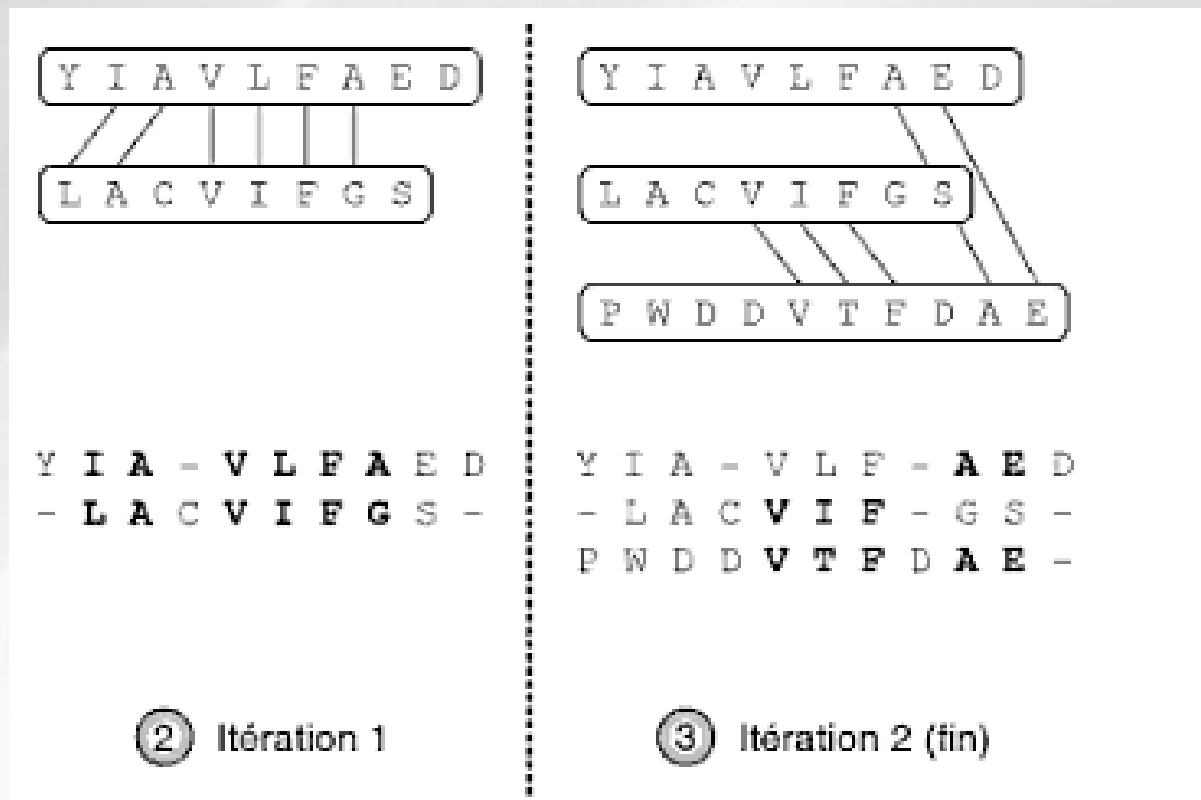 Y I A V L F A E D
L A C V I F G S
Y I A - V L F A E D
- L A C V I F G S -
2 Itération 1
Y I A V L F A E D
L A C V I F G S
P W D D V T F D A E
Y I A - V L F - A E D
- L A C V I F - G S -
P W D D V T F D A E -
3 Itération 2 (fin)